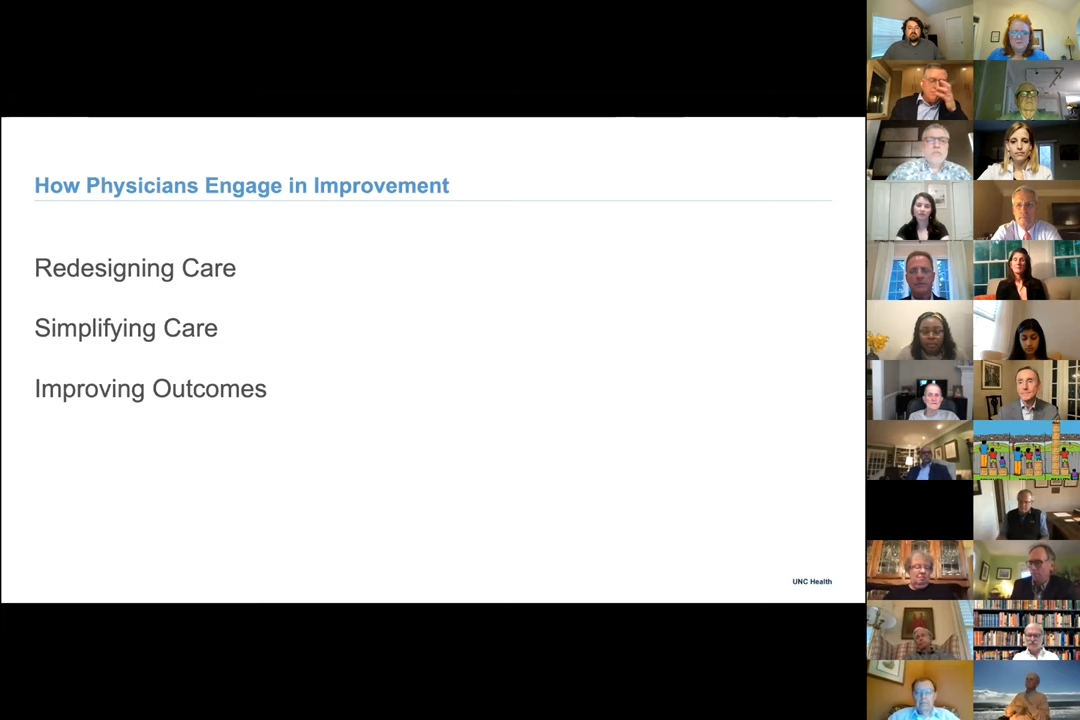 How Physicians Engage in Improvement
Redesigning Care
Simplifying Care
Improving Outcomes
UNC Health